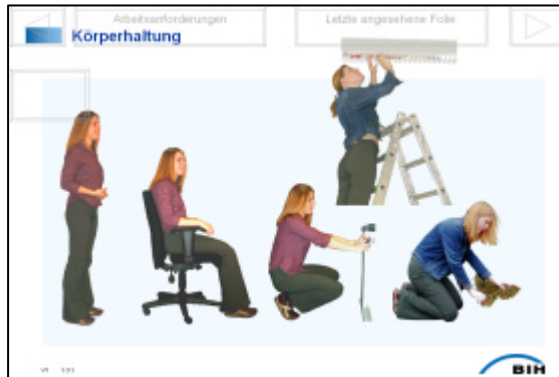 Arbeitsanforderungen
Letzte angesehene Folie
Körperhaltung
BIH